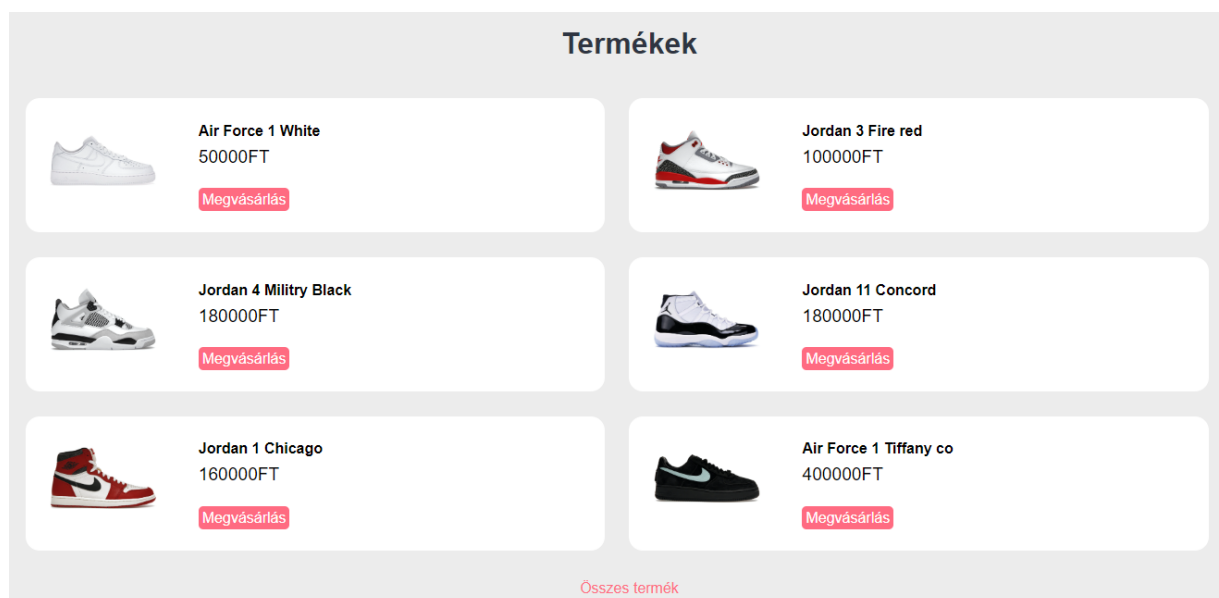 Termékek
Air Force 1 White
50000FT
Megvásárlás
Jordan 3 Fire red
100000FT
Megvásárlás
Jordan 4 Militry Black
180000FT
Megvásárlás
Jordan 11 Concord
180000FT
Megvásárlás
Jordan 1 Chicago
160000FT
Megvásárlás
Air Force 1 Tiffany co
400000FT
Megvásárlás
Összes termék